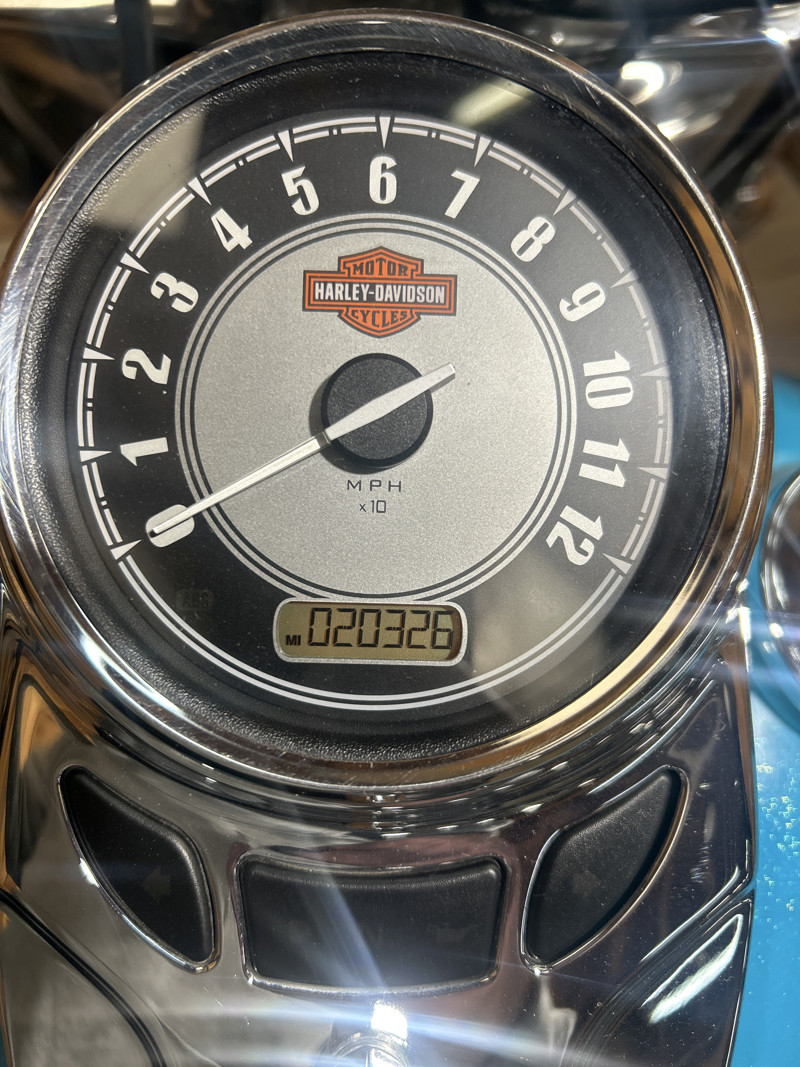 0 1 2 3 4 5 6 7 8 9 10 11 12
MOTOR
HARLEY-DAVIDSON
CYCLES
MPH
x10
MI 020326